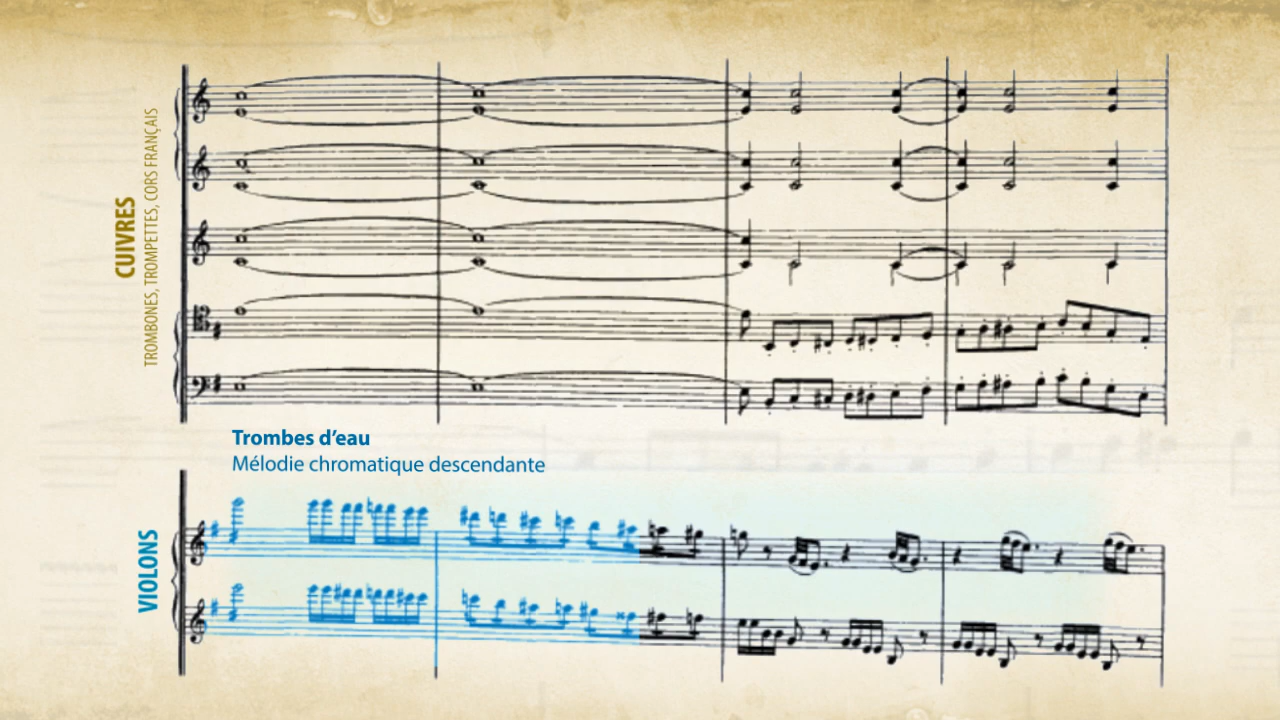 CUIVRES
TROMBONES, TROMPETTES, CORS FRANÇAIS
Trombes d’eau
Mélodie chromatique descendante
VIOLONS